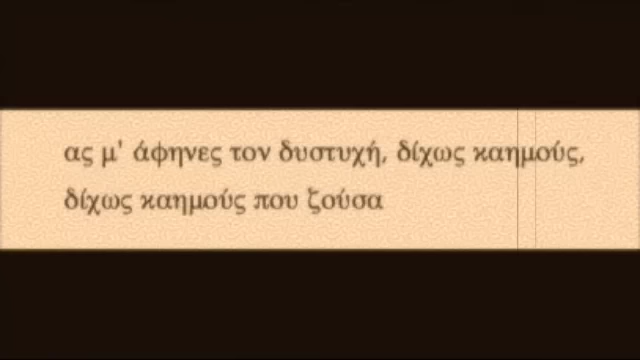 ας μ' άφηνες τον δυστυχή, δίχως καημούς,
δίχως καημούς που ζούσα